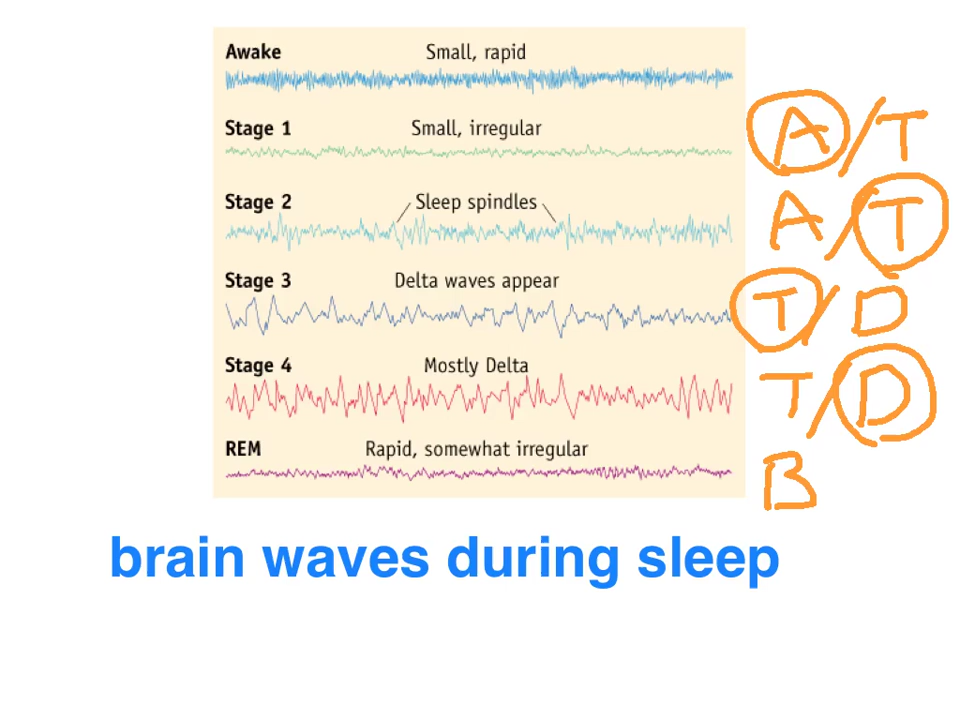 Awake Small, rapid
Stage 1 Small, irregular
A/T
Stage 2 Sleep spindles
A/T
Stage 3 Delta waves appear
T/D
Stage 4 Mostly Delta
T/D
REM Rapid, somewhat irregular
B
brain waves during sleep